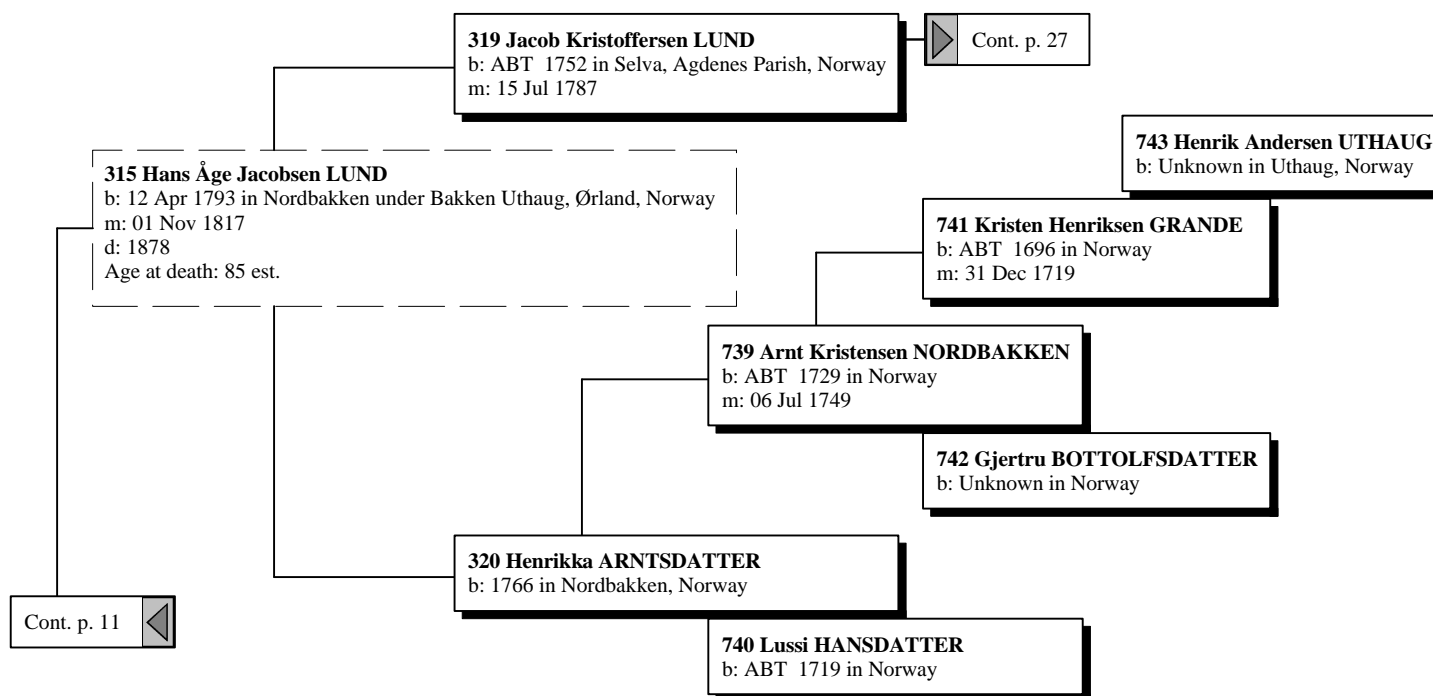 319 Jacob Kristoffersen LUND
b: ABT 1752 in Selva, Agdenes Parish, Norway
m: 15 Jul 1787
Cont. p. 27
743 Henrik Andersen UTHAUG
b: Unknown in Uthaug, Norway
315 Hans Åge Jacobsen LUND
b: 12 Apr 1793 in Nordbakken under Bakken Uthaug, Ørland, Norway
m: 01 Nov 1817
d: 1878
Age at death: 85 est.
741 Kristen Henriksen GRANDE
b: ABT 1696 in Norway
m: 31 Dec 1719
739 Arnt Kristensen NORDBAKKEN
b: ABT 1729 in Norway
m: 06 Jul 1749
742 Gjertru BOTTOLFSDATTER
b: Unknown in Norway
320 Henrikka ARNTSDATTER
b: 1766 in Nordbakken, Norway
Cont. p. 11
740 Lussi HANSDATTER
b: ABT 1719 in Norway